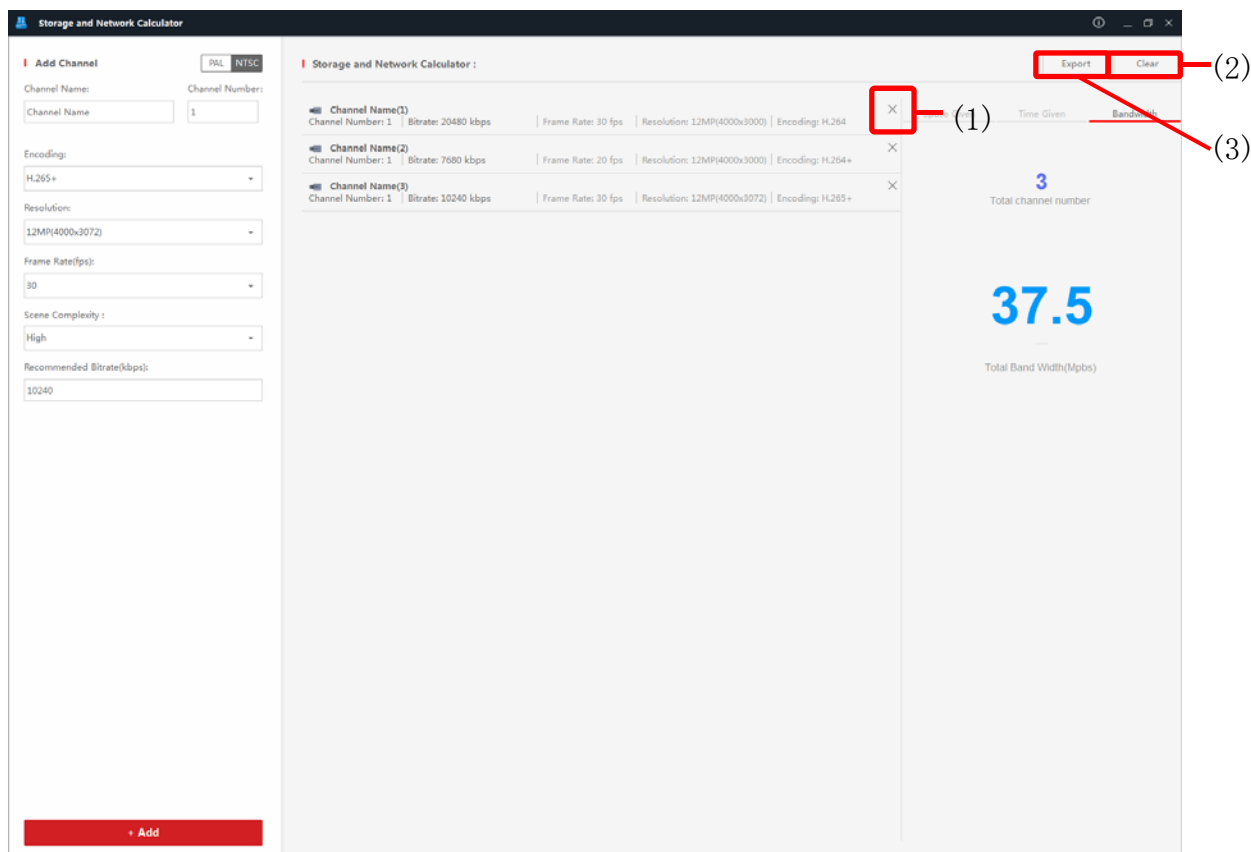 Storage and Network Calculator
Add Channel PAL NTSC
Channel Name: Channel Number:
Channel Name 1
Encoding:
H.265+
Resolution:
12MP(4000x3072)
Frame Rate(fps):
30
Scene Complexity :
High
Recommended Bitrate(kbps):
10240
+ Add
Storage and Network Calculator :
Export Clear
(2)
Channel Name(1)
Channel Number: 1 Bitrate: 20480 kbps Frame Rate: 30 fps Resolution: 12MP(4000x3000) Encoding: H.264
Channel Name(2)
Channel Number: 1 Bitrate: 7680 kbps Frame Rate: 20 fps Resolution: 12MP(4000x3000) Encoding: H.264+
Channel Name(3)
Channel Number: 1 Bitrate: 10240 kbps Frame Rate: 30 fps Resolution: 12MP(4000x3072) Encoding: H.265+
(1)
Time Given Bandwidth
(3)
3
Total channel number
37.5
Total Band Width(Mpbs)